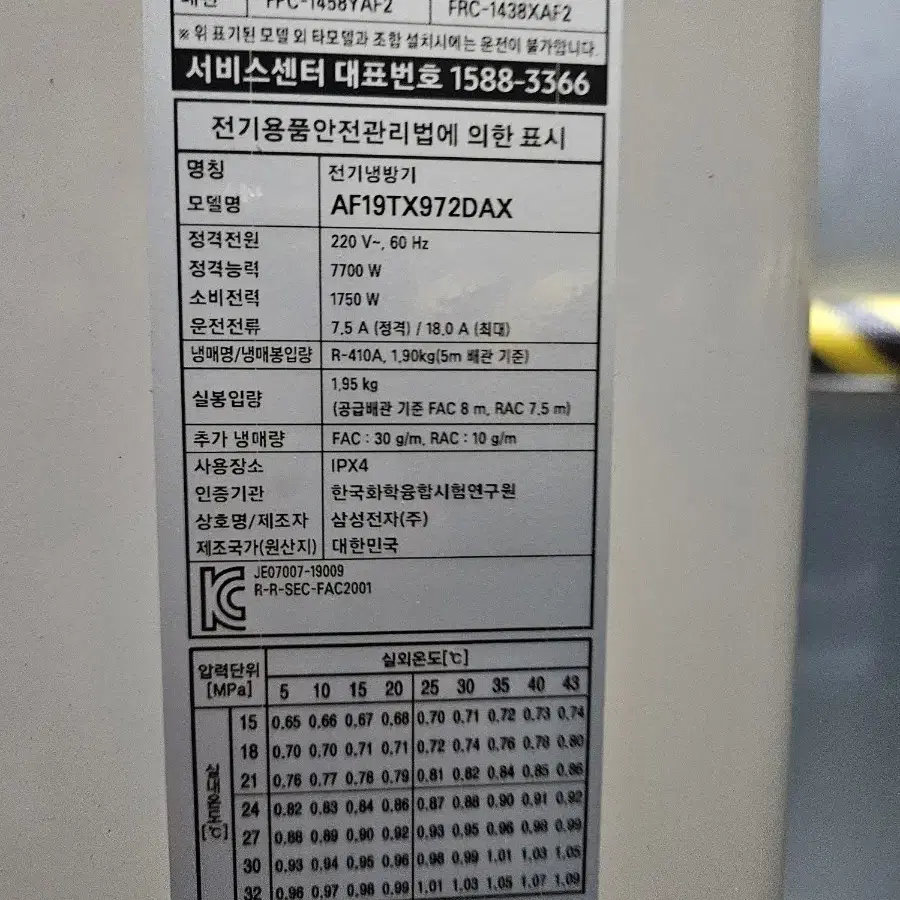 배관 FPC-1458YAF2 FRC-1438XAF2
※ 위 표기된 모델 외 타모델과 조합 설치시에는 운전이 불가합니다.
서비스센터 대표번호 1588-3366
전기용품안전관리법에 의한 표시
명칭 전기냉방기
모델명 AF19TX972DAX
정격전원 220 V~, 60 Hz
정격능력 7700 W
소비전력 1750 W
운전전류 7.5 A (정격) / 18.0 A (최대)
냉매명/냉매봉입량 R-410A, 1.90kg(5m 배관 기준)
실봉입량 1.95 kg
(공급배관 기준 FAC 8 m, RAC 7.5 m)
추가 냉매량 FAC : 30 g/m, RAC : 10 g/m
사용장소 IPX4
인증기관 한국화학융합시험연구원
상호명/제조자 삼성전자(주)
제조국가(원산지) 대한민국
JE07007-19009
R-R-SEC-FAC2001
압력단위 [MPa] 실외온도[℃]
5 10 15 20 25 30 35 40 43
실내온도[℃]
15 0.65 0.66 0.67 0.68 0.70 0.71 0.72 0.73 0.74
18 0.70 0.70 0.71 0.71 0.72 0.74 0.76 0.78 0.80
21 0.76 0.77 0.78 0.79 0.81 0.82 0.84 0.85 0.86
24 0.82 0.83 0.84 0.86 0.87 0.88 0.90 0.91 0.92
27 0.88 0.89 0.90 0.92 0.93 0.95 0.96 0.98 0.99
30 0.93 0.94 0.95 0.96 0.98 0.99 1.01 1.03 1.05
32 0.96 0.97 0.98 0.99 1.01 1.03 1.05 1.07 1.09